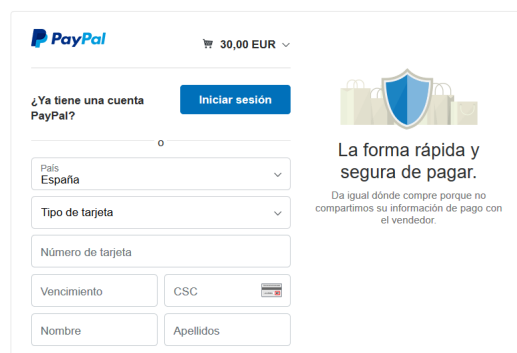 PayPal
30,00 EUR
¿Ya tiene una cuenta
PayPal?
Iniciar sesión
o
País
España
Tipo de tarjeta
Número de tarjeta
Vencimiento
CSC
Nombre
Apellidos
La forma rápida y
segura de pagar.
Da igual dónde compre porque no
compartimos su información de pago con
el vendedor.